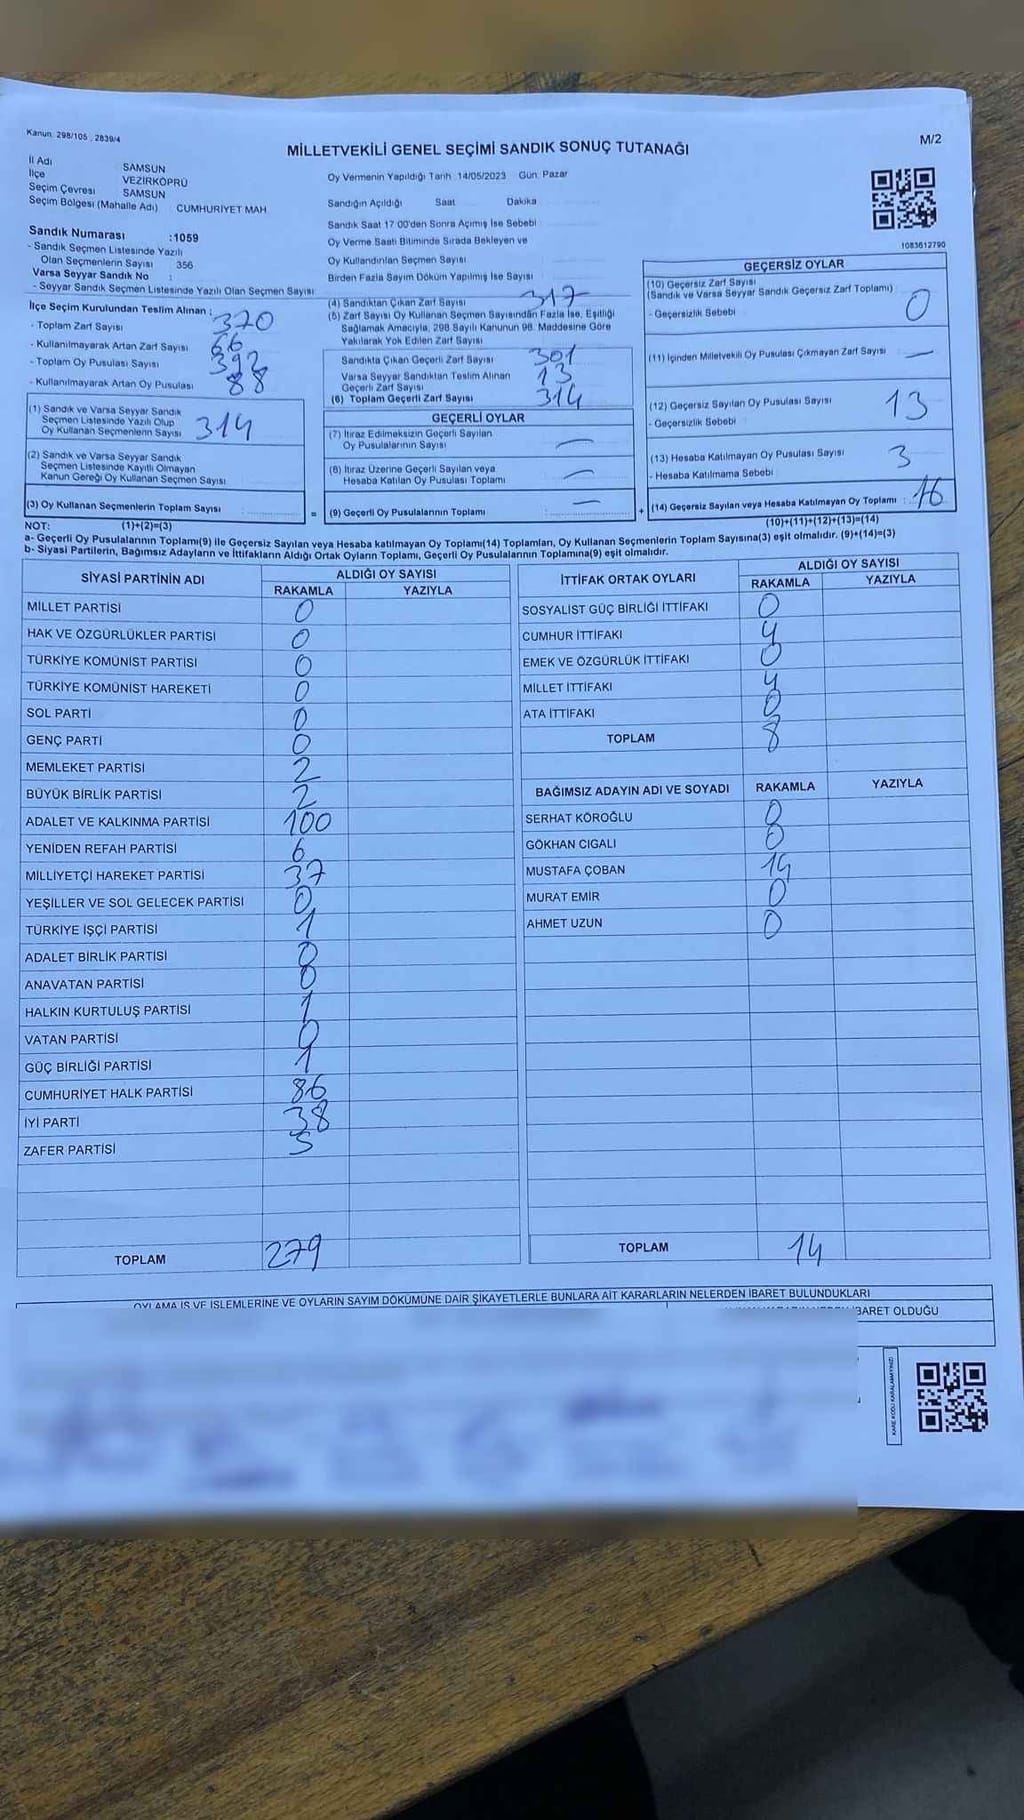 Kanun: 298/105 , 2839/4
M/2
MİLLETVEKİLİ GENEL SEÇİMİ SANDIK SONUÇ TUTANAĞI
İl Adı SAMSUN
İlçe VEZİRKÖPRÜ
Seçim Çevresi SAMSUN
Seçim Bölgesi (Mahalle Adı) CUMHURİYET MAH
Sandık Numarası :1059
- Sandık Seçmen Listesinde Yazılı
Olan Seçmenlerin Sayısı 356
Varsa Seyyar Sandık No :
- Seyyar Sandık Seçmen Listesinde Yazılı Olan Seçmen Sayısı
Oy Vermenin Yapıldığı Tarih :14/05/2023 Gün: Pazar
Sandığın Açıldığı Saat Dakika
Sandık Saat 17 00'den Sonra Açımış İse Sebebi
Oy Verme Saati Bitiminde Sırada Bekleyen ve
Oy Kullandırılan Seçmen Sayısı
Birden Fazla Sayım Döküm Yapılmış İse Sayısı
1083612790
İlçe Seçim Kurulundan Teslim Alınan :
- Toplam Zarf Sayısı 370
- Kullanılmayarak Artan Zarf Sayısı 66
- Toplam Oy Pusulası Sayısı 392
- Kullanılmayarak Artan Oy Pusulası 88
(1) Sandık ve Varsa Seyyar Sandık
Seçmen Listesinde Yazılı Olup
Oy Kullanan Seçmenlerin Sayısı 314
(2) Sandık ve Varsa Seyyar Sandık
Seçmen Listesinde Kayıtlı Olmayan
Kanun Gereği Oy Kullanan Seçmen Sayısı
(3) Oy Kullanan Seçmenlerin Toplam Sayısı :
(4) Sandıktan Çıkan Zarf Sayısı 317
(5) Zarf Sayısı Oy Kullanan Seçmen Sayısından Fazla İse, Eşitliği
Sağlamak Amacıyla, 298 Sayılı Kanunun 98. Maddesine Göre
Yakılarak Yok Edilen Zarf Sayısı
Sandıkta Çıkan Geçerli Zarf Sayısı 301
Varsa Seyyar Sandıktan Teslim Alınan
Geçerli Zarf Sayısı 13
(6) Toplam Geçerli Zarf Sayısı 314
GEÇERLİ OYLAR
(7) İtiraz Edilmeksizin Geçerli Sayılan
Oy Pusulalarının Sayısı —
(8) İtiraz Üzerine Geçerli Sayılan veya
Hesaba Katılan Oy Pusulası Toplamı —
= (9) Geçerli Oy Pusulalarının Toplamı —
GEÇERSİZ OYLAR
(10) Geçersiz Zarf Sayısı
(Sandık ve Varsa Seyyar Sandık Geçersiz Zarf Toplamı)
- Geçersizlik Sebebi 0
(11) İçinden Milletvekili Oy Pusulası Çıkmayan Zarf Sayısı —
(12) Geçersiz Sayılan Oy Pusulası Sayısı 13
- Geçersizlik Sebebi
(13) Hesaba Katılmayan Oy Pusulası Sayısı 3
- Hesaba Katılmama Sebebi
+ (14) Geçersiz Sayılan veya Hesaba Katılmayan Oy Toplamı : 16
NOT: (1)+(2)=(3) (10)+(11)+(12)+(13)=(14)
a- Geçerli Oy Pusulalarının Toplamı(9) ile Geçersiz Sayılan veya Hesaba katılmayan Oy Toplamı(14) Toplamları, Oy Kullanan Seçmenlerin Toplam Sayısına(3) eşit olmalıdır. (9)+(14)=(3)
b- Siyasi Partilerin, Bağımsız Adayların ve İttifakların Aldığı Ortak Oyların Toplamı, Geçerli Oy Pusulalarının Toplamına(9) eşit olmalıdır.
SİYASİ PARTİNİN ADI ALDIĞI OY SAYISI
RAKAMLA YAZIYLA
MİLLET PARTİSİ 0
HAK VE ÖZGÜRLÜKLER PARTİSİ 0
TÜRKİYE KOMÜNİST PARTİSİ 0
TÜRKİYE KOMÜNİST HAREKETİ 0
SOL PARTİ 0
GENÇ PARTİ 0
MEMLEKET PARTİSİ 2
BÜYÜK BİRLİK PARTİSİ 2
ADALET VE KALKINMA PARTİSİ 100
YENİDEN REFAH PARTİSİ 6
MİLLİYETÇİ HAREKET PARTİSİ 37
YEŞİLLER VE SOL GELECEK PARTİSİ 0
TÜRKİYE İŞÇİ PARTİSİ 1
ADALET BİRLİK PARTİSİ 0
ANAVATAN PARTİSİ 0
HALKIN KURTULUŞ PARTİSİ 1
VATAN PARTİSİ 0
GÜÇ BİRLİĞİ PARTİSİ 1
CUMHURİYET HALK PARTİSİ 86
İYİ PARTİ 38
ZAFER PARTİSİ 5
TOPLAM 279
İTTİFAK ORTAK OYLARI ALDIĞI OY SAYISI
RAKAMLA YAZIYLA
SOSYALİST GÜÇ BİRLİĞİ İTTİFAKI 0
CUMHUR İTTİFAKI 4
EMEK VE ÖZGÜRLÜK İTTİFAKI 0
MİLLET İTTİFAKI 4
ATA İTTİFAKI 0
TOPLAM 8
BAĞIMSIZ ADAYIN ADI VE SOYADI RAKAMLA YAZIYLA
SERHAT KÖROĞLU 0
GÖKHAN CIGALI 0
MUSTAFA ÇOBAN 14
MURAT EMİR 0
AHMET UZUN 0
TOPLAM 14
OYLAMA İŞ VE İŞLEMLERİNE VE OYLARIN SAYIM DÖKÜMÜNE DAİR ŞİKAYETLERLE BUNLARA AİT KARARLARIN NELERDEN İBARET BULUNDUKLARI
İBARET OLDUĞU
KARE KODU KARALAMAYINIZ!